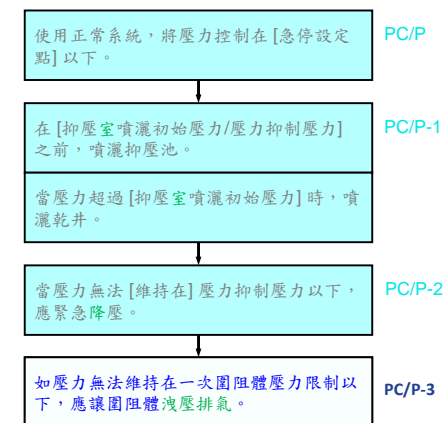 使用正常系統，將壓力控制在 [急停設定
點] 以下。
PC/P
在 [抑壓室噴灑初始壓力/壓力抑制壓力]
之前，噴灑抑壓池。
PC/P-1
當壓力超過 [抑壓室噴灑初始壓力] 時，噴
灑乾井。
當壓力無法 [維持在] 壓力抑制壓力以下，
應緊急降壓。
PC/P-2
如壓力無法維持在一次圍阻體壓力限制以
下，應讓圍阻體洩壓排氣。
PC/P-3